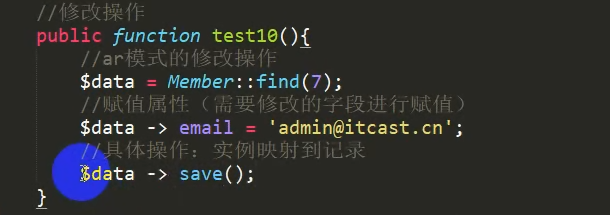 //修改操作
public function test10(){
//ar模式的修改操作
$data = Member::find(7);
//赋值属性（需要修改的字段进行赋值）
$data -> email = 'admin@itcast.cn';
//具体操作：实例映射到记录
$data -> save();
}